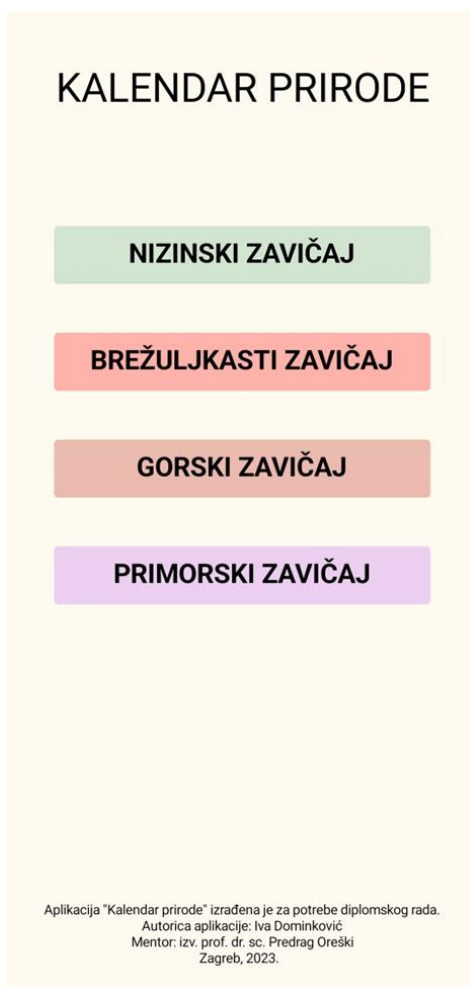 KALENDAR PRIRODE
NIZINSKI ZAVIČAJ
BREŽULJKASTI ZAVIČAJ
GORSKI ZAVIČAJ
PRIMORSKI ZAVIČAJ
Aplikacija "Kalendar prirode" izrađena je za potrebe diplomskog rada.
Autorica aplikacije: Iva Dominković
Mentor: izv. prof. dr. sc. Predrag Oreški
Zagreb, 2023.